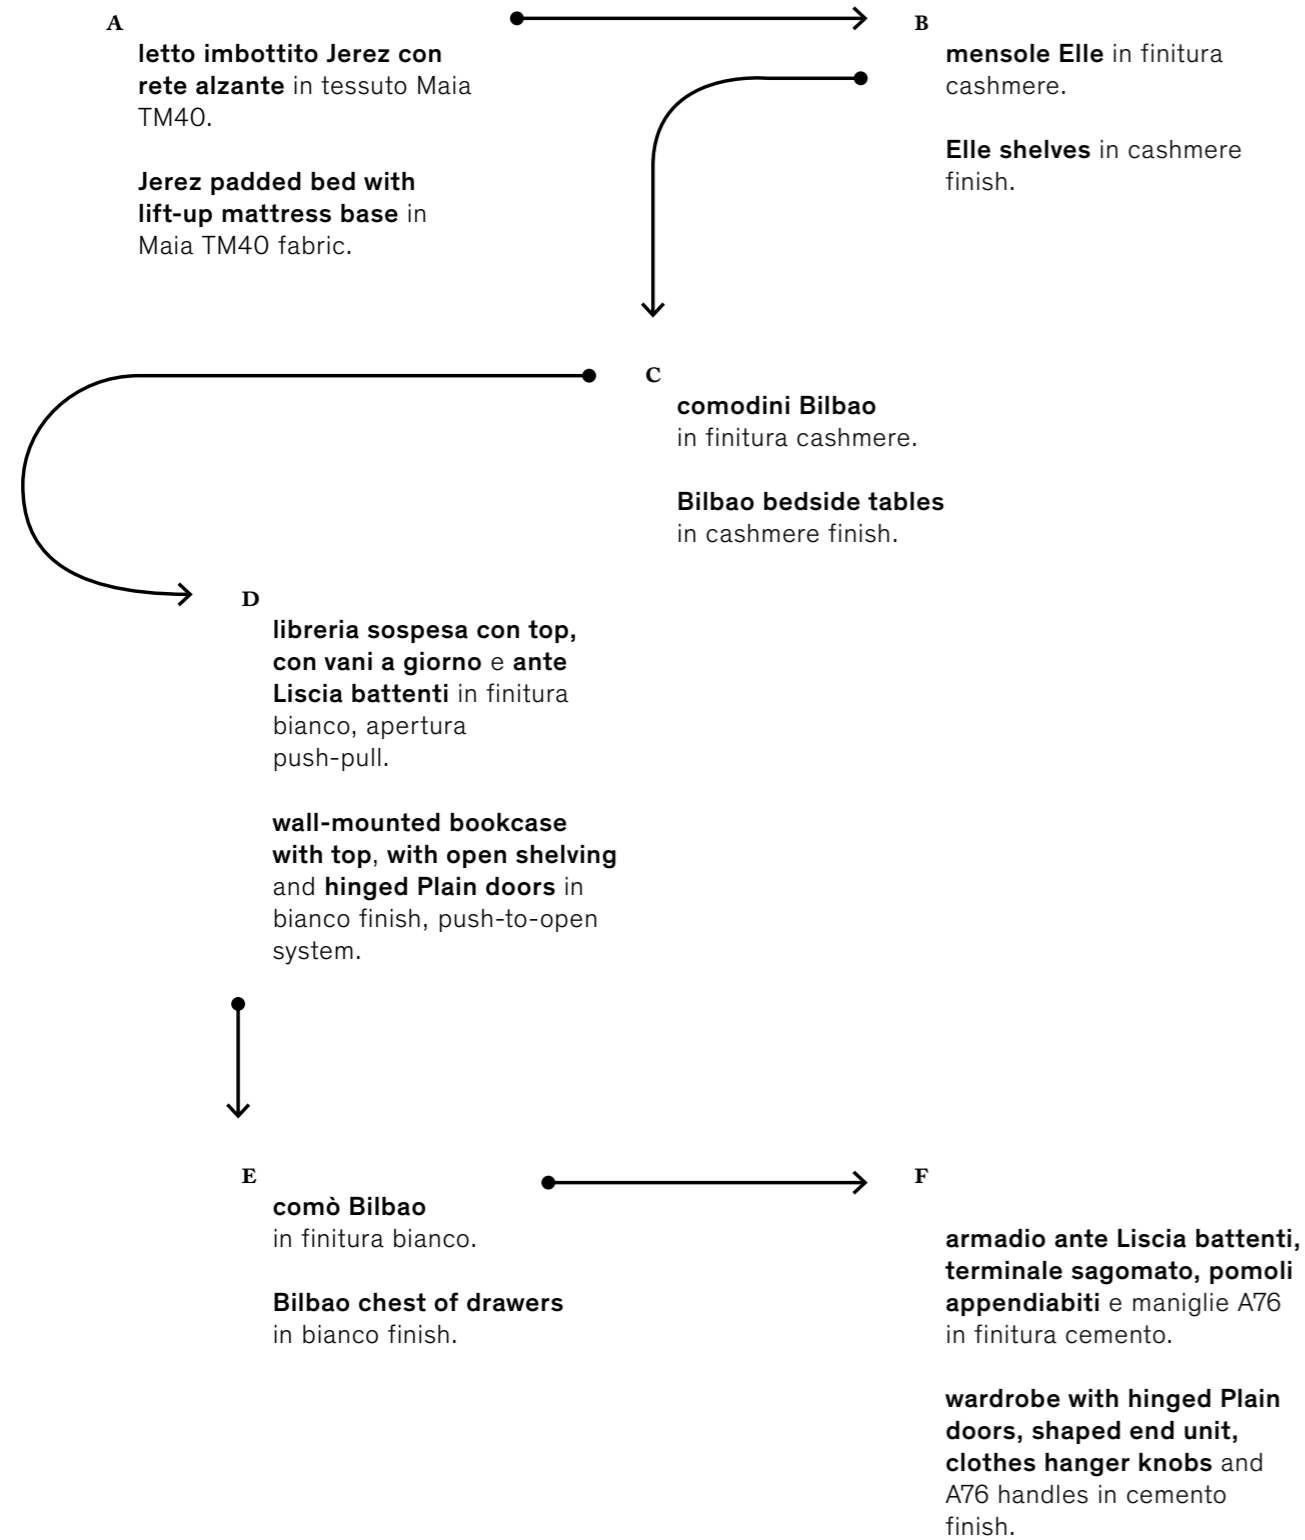 A
letto imbottito Jerez con
rete alzante in tessuto Maia
TM40.
Jerez padded bed with
lift-up mattress base in
Maia TM40 fabric.
B
mensole Elle in finitura
cashmere.
Elle shelves in cashmere
finish.
C
comodini Bilbao
in finitura cashmere.
Bilbao bedside tables
in cashmere finish.
D
libreria sospesa con top,
con vani a giorno e ante
Liscia battenti in finitura
bianco, apertura
push-pull.
wall-mounted bookcase
with top, with open shelving
and hinged Plain doors in
bianco finish, push-to-open
system.
E
comò Bilbao
in finitura bianco.
Bilbao chest of drawers
in bianco finish.
F
armadio ante Liscia battenti,
terminale sagomato, pomoli
appendiabiti e maniglie A76
in finitura cemento.
wardrobe with hinged Plain
doors, shaped end unit,
clothes hanger knobs and
A76 handles in cemento
finish.